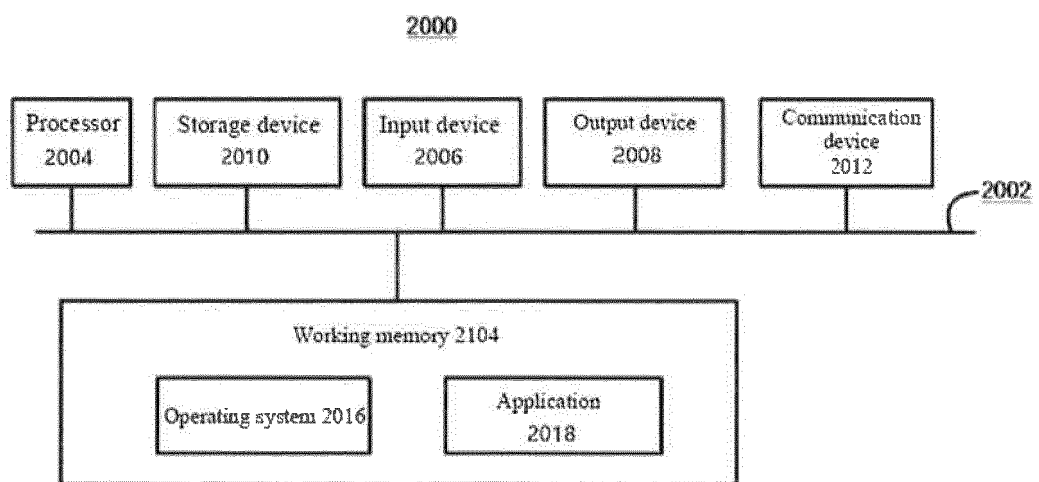 2000
Processor
2004
Storage device
2010
Input device
2006
Output device
2008
Communication
device
2012
2002
Working memory 2104
Operating system 2016
Application
2018